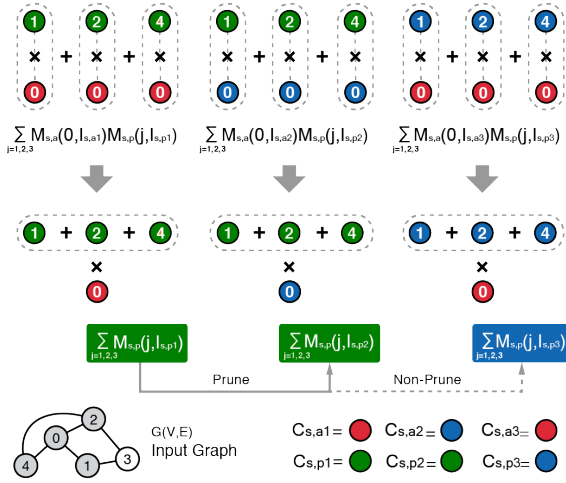 1 2 4 1 2 4 1 2 4
× + × + × × + × + × × + × + ×
0 0 0 0 0 0 0 0 0
∑ Ms,a(0,Is,a1)Ms,p(j,Is,p1) ∑ Ms,a(0,Is,a2)Ms,p(j,Is,p2) ∑ Ms,a(0,Is,a3)Ms,p(j,Is,p3)
j=1,2,3 j=1,2,3 j=1,2,3
1 + 2 + 4 1 + 2 + 4 1 + 2 + 4
× × ×
0 0 0
∑ Ms,p(j,Is,p1) ∑ Ms,p(j,Is,p2) ∑ Ms,p(j,Is,p3)
j=1,2,3 j=1,2,3 j=1,2,3
Prune Non-Prune
2
0
4 1 3
G(V,E)
Input Graph
Cs,a1= Cs,a2= Cs,a3=
Cs,p1= Cs,p2= Cs,p3=